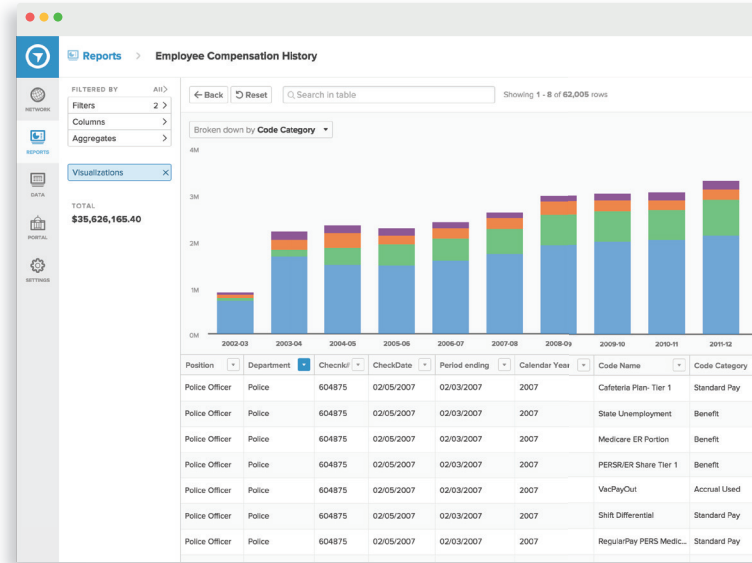 Reports > Employee Compensation History
NETWORK
REPORTS
DATA
PORTAL
SETTINGS
FILTERED BY All>
Filters 2 >
Columns >
Aggregates >
Visualizations ×
TOTAL
$35,626,165.40
← Back Reset Search in table Showing 1 - 8 of 62,005 rows
Broken down by Code Category
4M
3M
2M
1M
0M
2002-03 2003-04 2004-05 2005-06 2006-07 2007-08 2008-09 2009-10 2010-11 2011-12
Position Department Checnk# CheckDate Period ending Calendar Year Code Name Code Category
Police Officer Police 604875 02/05/2007 02/03/2007 2007 Cafeteria Plan- Tier 1 Standard Pay
Police Officer Police 604875 02/05/2007 02/03/2007 2007 State Unemployment Benefit
Police Officer Police 604875 02/05/2007 02/03/2007 2007 Medicare ER Portion Benefit
Police Officer Police 604875 02/05/2007 02/03/2007 2007 PERSR/ER Share Tier 1 Benefit
Police Officer Police 604875 02/05/2007 02/03/2007 2007 VacPayOut Accrual Used
Police Officer Police 604875 02/05/2007 02/03/2007 2007 Shift Differential Standard Pay
Police Officer Police 604875 02/05/2007 02/03/2007 2007 RegularPay PERS Medic... Standard Pay